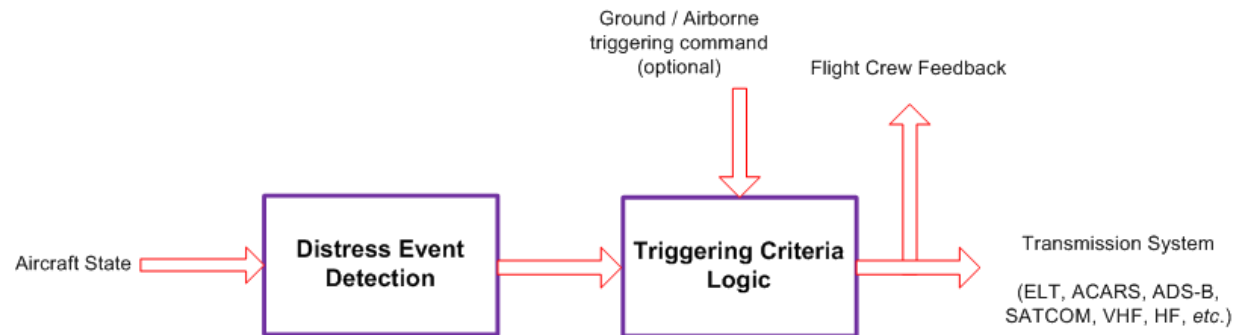 Ground / Airborne
triggering command
(optional)
Flight Crew Feedback
Aircraft State
Distress Event
Detection
Triggering Criteria
Logic
Transmission System
(ELT, ACARS, ADS-B,
SATCOM, VHF, HF, etc.)